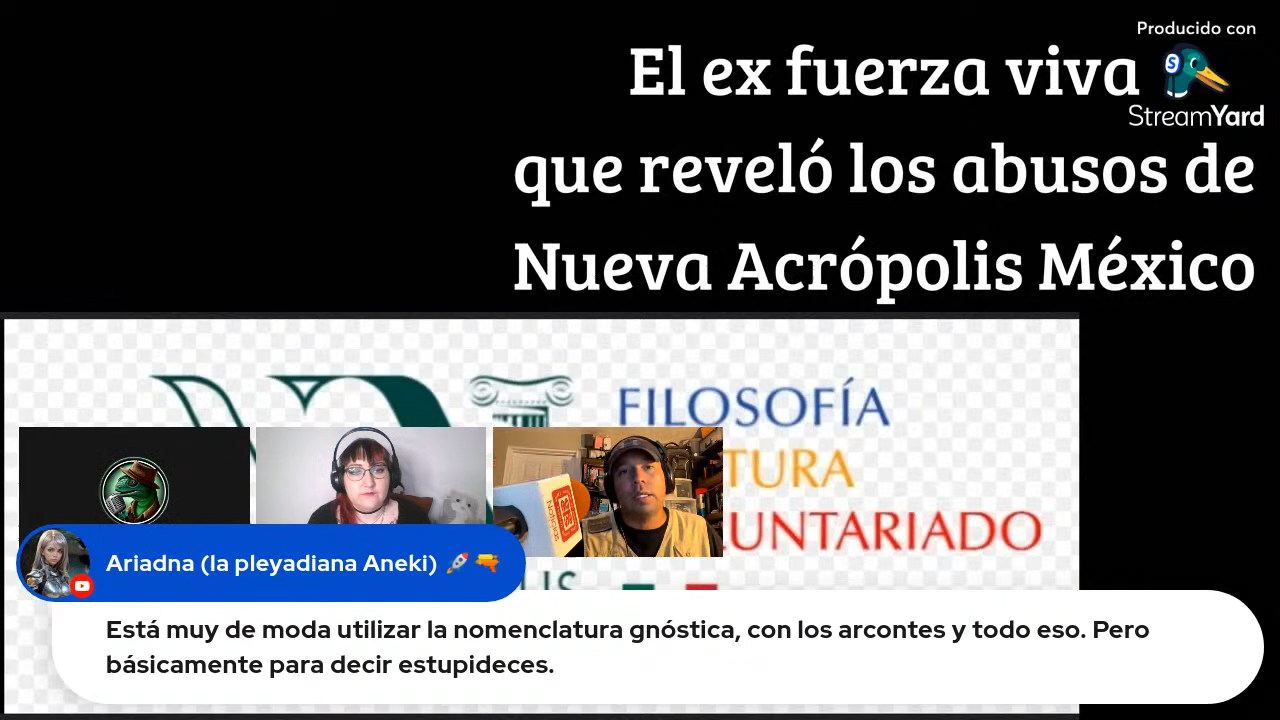 Producido con
StreamYard
El ex fuerza viva
que reveló los abusos de
Nueva Acrópolis México
FILOSOFÍA
TURA
UNTARIADO
Ariadna (la pleyadiana Aneki) 🚀 🔫
Está muy de moda utilizar la nomenclatura gnóstica, con los arcontes y todo eso. Pero
básicamente para decir estupideces.